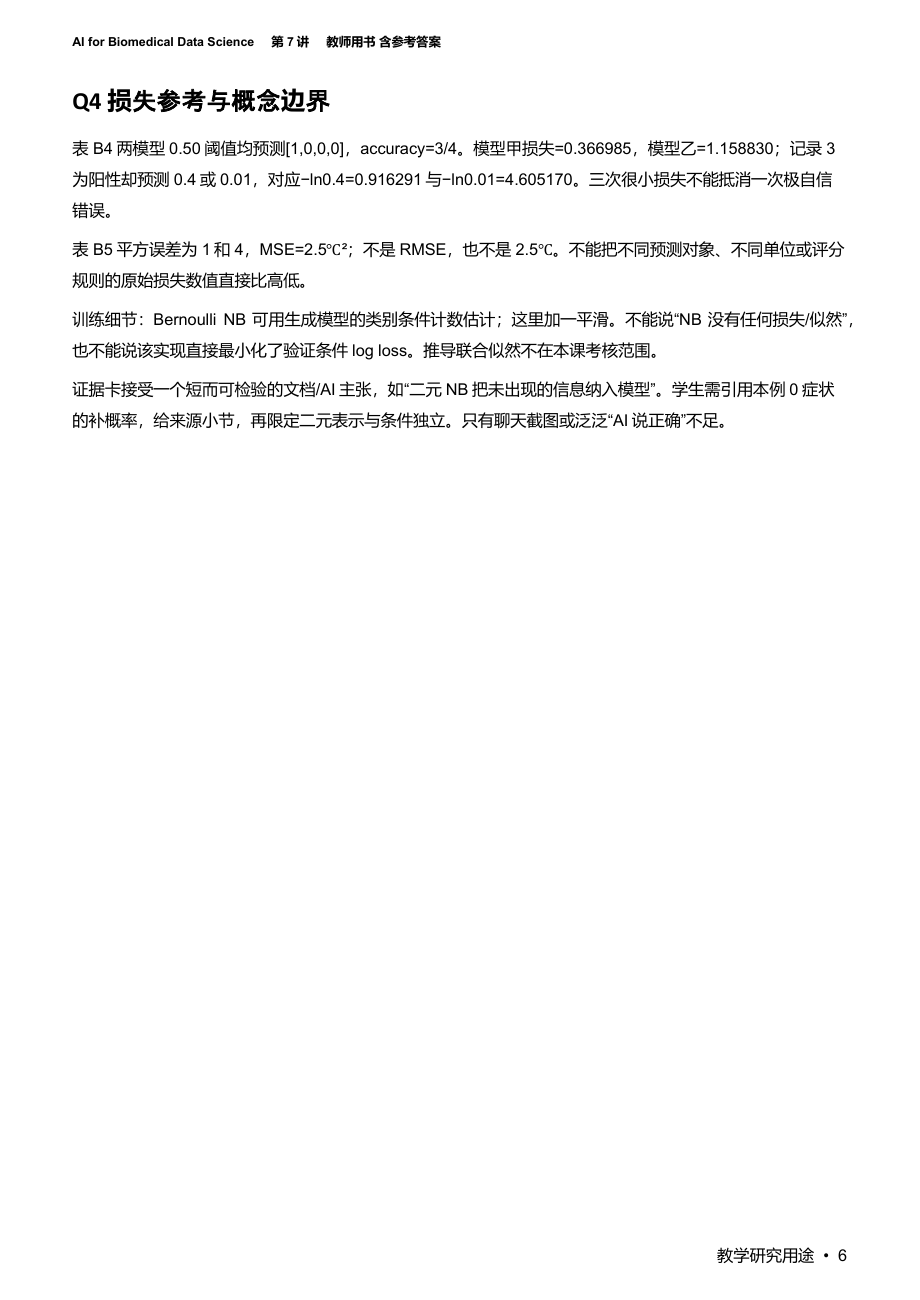 AI for Biomedical Data Science 第 7 讲 教师用书 含参考答案
Q4 损失参考与概念边界
表 B4 两模型 0.50 阈值均预测[1,0,0,0]，accuracy=3/4。模型甲损失=0.366985，模型乙=1.158830；记录 3
为阳性却预测 0.4 或 0.01，对应−ln0.4=0.916291 与−ln0.01=4.605170。三次很小损失不能抵消一次极自信
错误。
表 B5 平方误差为 1 和 4，MSE=2.5℃²；不是 RMSE，也不是 2.5℃。不能把不同预测对象、不同单位或评分
规则的原始损失数值直接比高低。
训练细节：Bernoulli NB 可用生成模型的类别条件计数估计；这里加一平滑。不能说“NB 没有任何损失/似然”，
也不能说该实现直接最小化了验证条件 log loss。推导联合似然不在本课考核范围。
证据卡接受一个短而可检验的文档/AI 主张，如“二元 NB 把未出现的信息纳入模型”。学生需引用本例 0 症状
的补概率，给来源小节，再限定二元表示与条件独立。只有聊天截图或泛泛“AI 说正确”不足。
教学研究用途 • 6